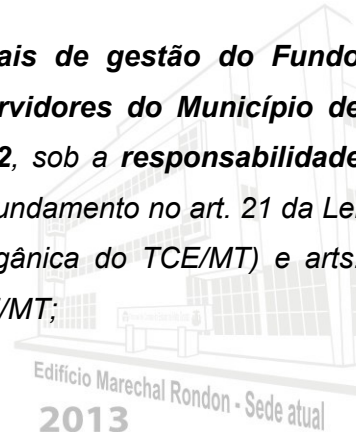 ais de gestão do Fundo
rvidores do Município de
2, sob a responsabilidade
undamento no art. 21 da Le
gânica do TCE/MT) e arts.
/MT;
Edifício Marechal Rondon - Sede atual
2013